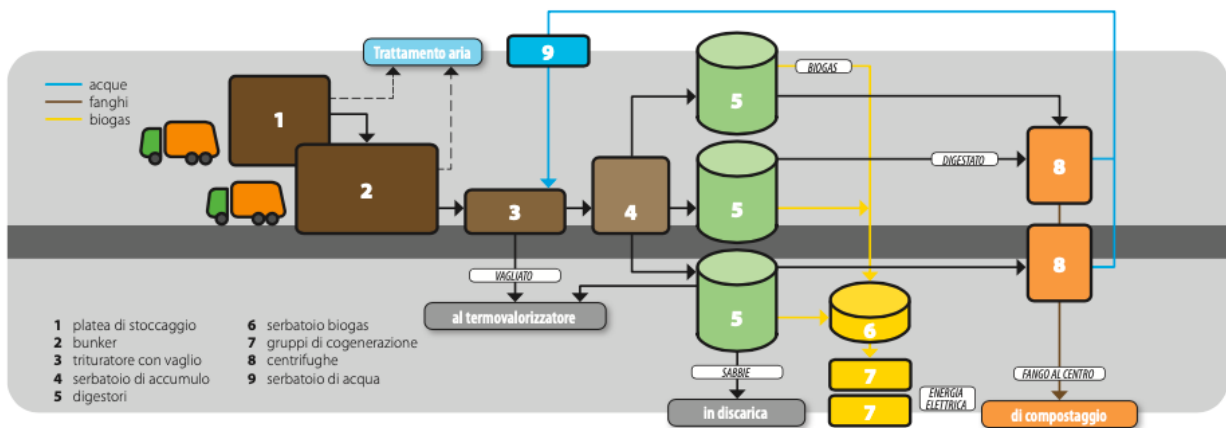 Trattamento aria
9
acque
fanghi
biogas
1
2
3
4
5
5
5
BIOGAS
DIGESTATO
8
8
VAGLIATO
al termovalorizzatore
6
7
7
SABBIE
in discarica
ENERGIA
ELETTRICA
FANGO AL CENTRO
di compostaggio
1 platea di stoccaggio
2 bunker
3 trituratore con vaglio
4 serbatoio di accumulo
5 digestori
6 serbatoio biogas
7 gruppi di cogenerazione
8 centrifughe
9 serbatoio di acqua